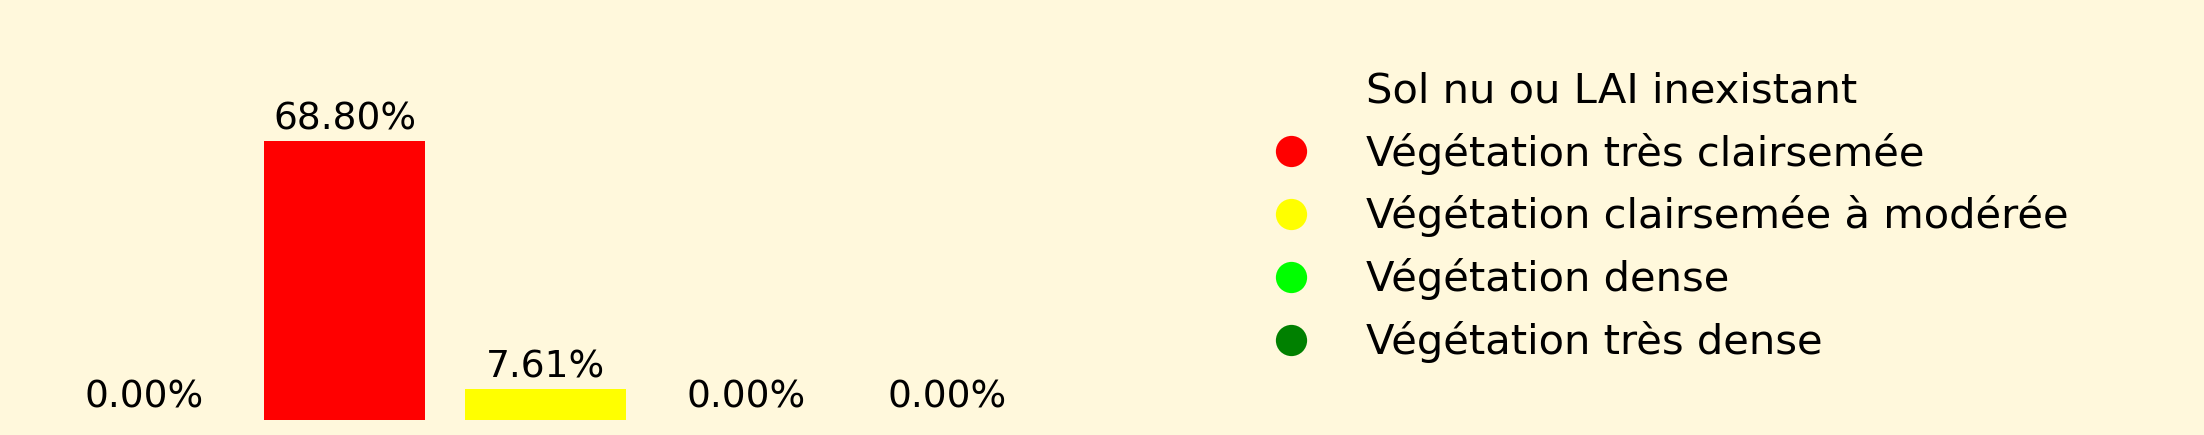 68.80%
7.61%
0.00%
0.00%
0.00%
Sol nu ou LAI inexistant
Végétation très clairsemée
Végétation clairsemée à modérée
Végétation dense
Végétation très dense